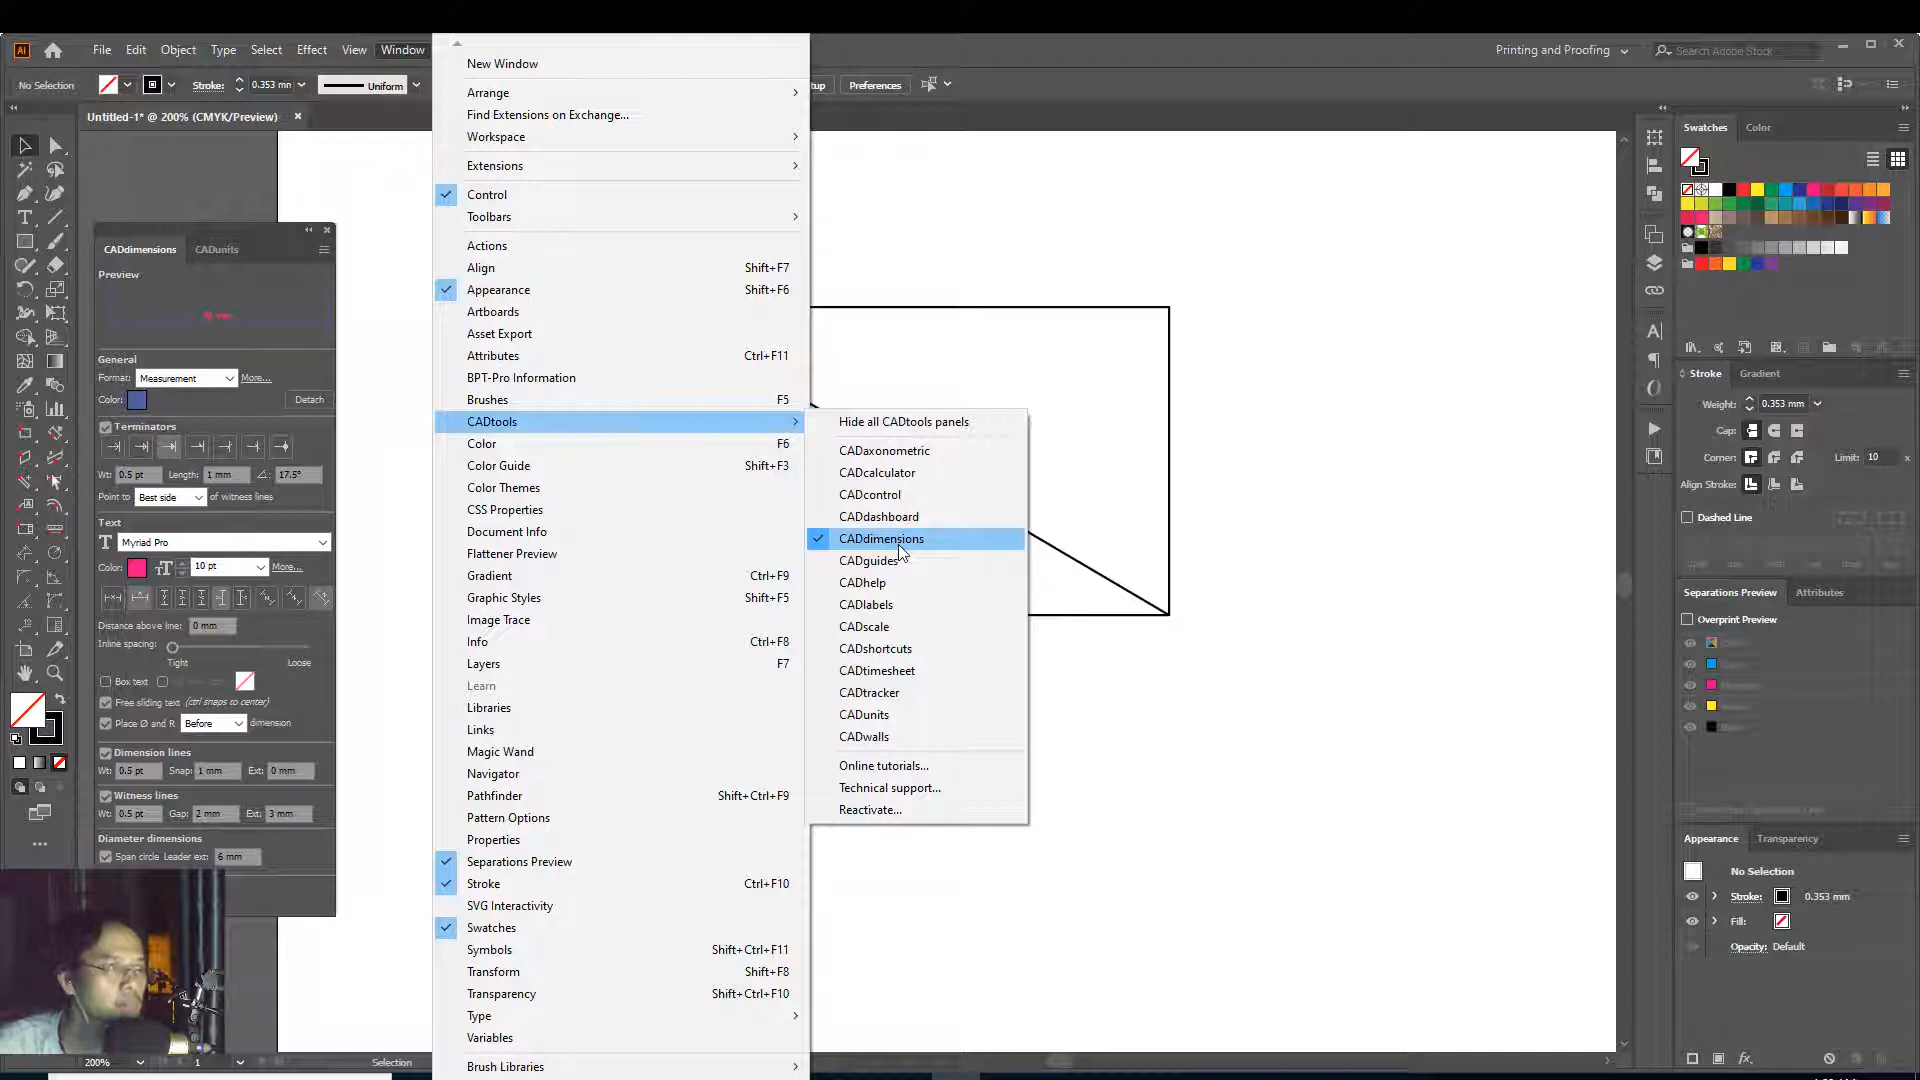 Ai File Edit Object Type Select Effect View Window
Printing and Proofing
Search Adobe Stock
No Selection
Stroke:
0.353 mn
Uniform
up
Preferences
Untitled-1* @ 200% (CMYK/Preview)
CADdimensions
CADunits
Preview
General
Format:
Measurement
More...
Color:
Detach
Terminators
Wt:
0.5 pt
Length:
1 mm
17.5°
Point to
Best side
of witness lines
Text
Myriad Pro
Color:
10 pt
More...
Distance above line:
0 mm
Inline spacing:
Tight
Loose
Box text
Free sliding text (ctrl snaps to center)
Place Ø and R
Before
dimension
Dimension lines
Wt: 0.5 pt Snap: 1 mm Ext: 0 mm
Witness lines
Wt: 0.5 pt Gap: 2 mm Ext: 3 mm
Diameter dimensions
Span circle Leader ext: 6 mm
200%
1
Selection
New Window
Arrange
Find Extensions on Exchange...
Workspace
Extensions
Control
Toolbars
Actions
Align Shift+F7
Appearance Shift+F6
Artboards
Asset Export
Attributes Ctrl+F11
BPT-Pro Information
Brushes F5
CADtools
Color F6
Color Guide Shift+F3
Color Themes
CSS Properties
Document Info
Flattener Preview
Gradient Ctrl+F9
Graphic Styles Shift+F5
Image Trace
Info Ctrl+F8
Layers F7
Learn
Libraries
Links
Magic Wand
Navigator
Pathfinder Shift+Ctrl+F9
Pattern Options
Properties
Separations Preview
Stroke Ctrl+F10
SVG Interactivity
Swatches
Symbols Shift+Ctrl+F11
Transform Shift+F8
Transparency Shift+Ctrl+F10
Type
Variables
Brush Libraries
Hide all CADtools panels
CADaxonometric
CADcalculator
CADcontrol
CADdashboard
CADdimensions
CADguides
CADhelp
CADlabels
CADscale
CADshortcuts
CADtimesheet
CADtracker
CADunits
CADwalls
Online tutorials...
Technical support...
Reactivate...
Swatches
Color
Stroke
Gradient
Weight:
0.353 mm
Cap:
Corner:
Limit:
10
x
Align Stroke:
Dashed Line
Separations Preview
Attributes
Overprint Preview
Appearance
Transparency
No Selection
Stroke:
0.353 mm
Fill:
Opacity: Default
fx